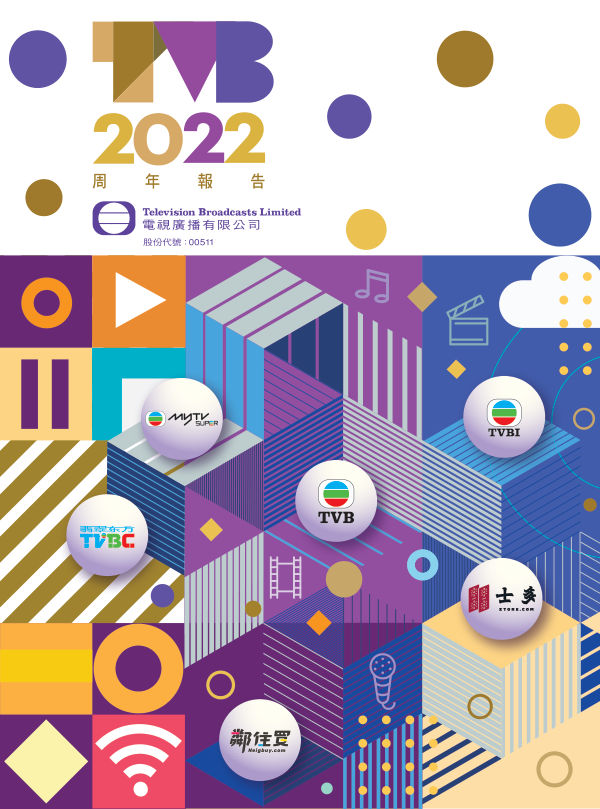 TVB
2022
周年報告
Television Broadcasts Limited
電視廣播有限公司
股份代號：00511
MYTV
SUPER
TVBI
TVB
翡翠东方
TVBC
士多
ZTORE.COM
鄰住買
Neigbuy.com